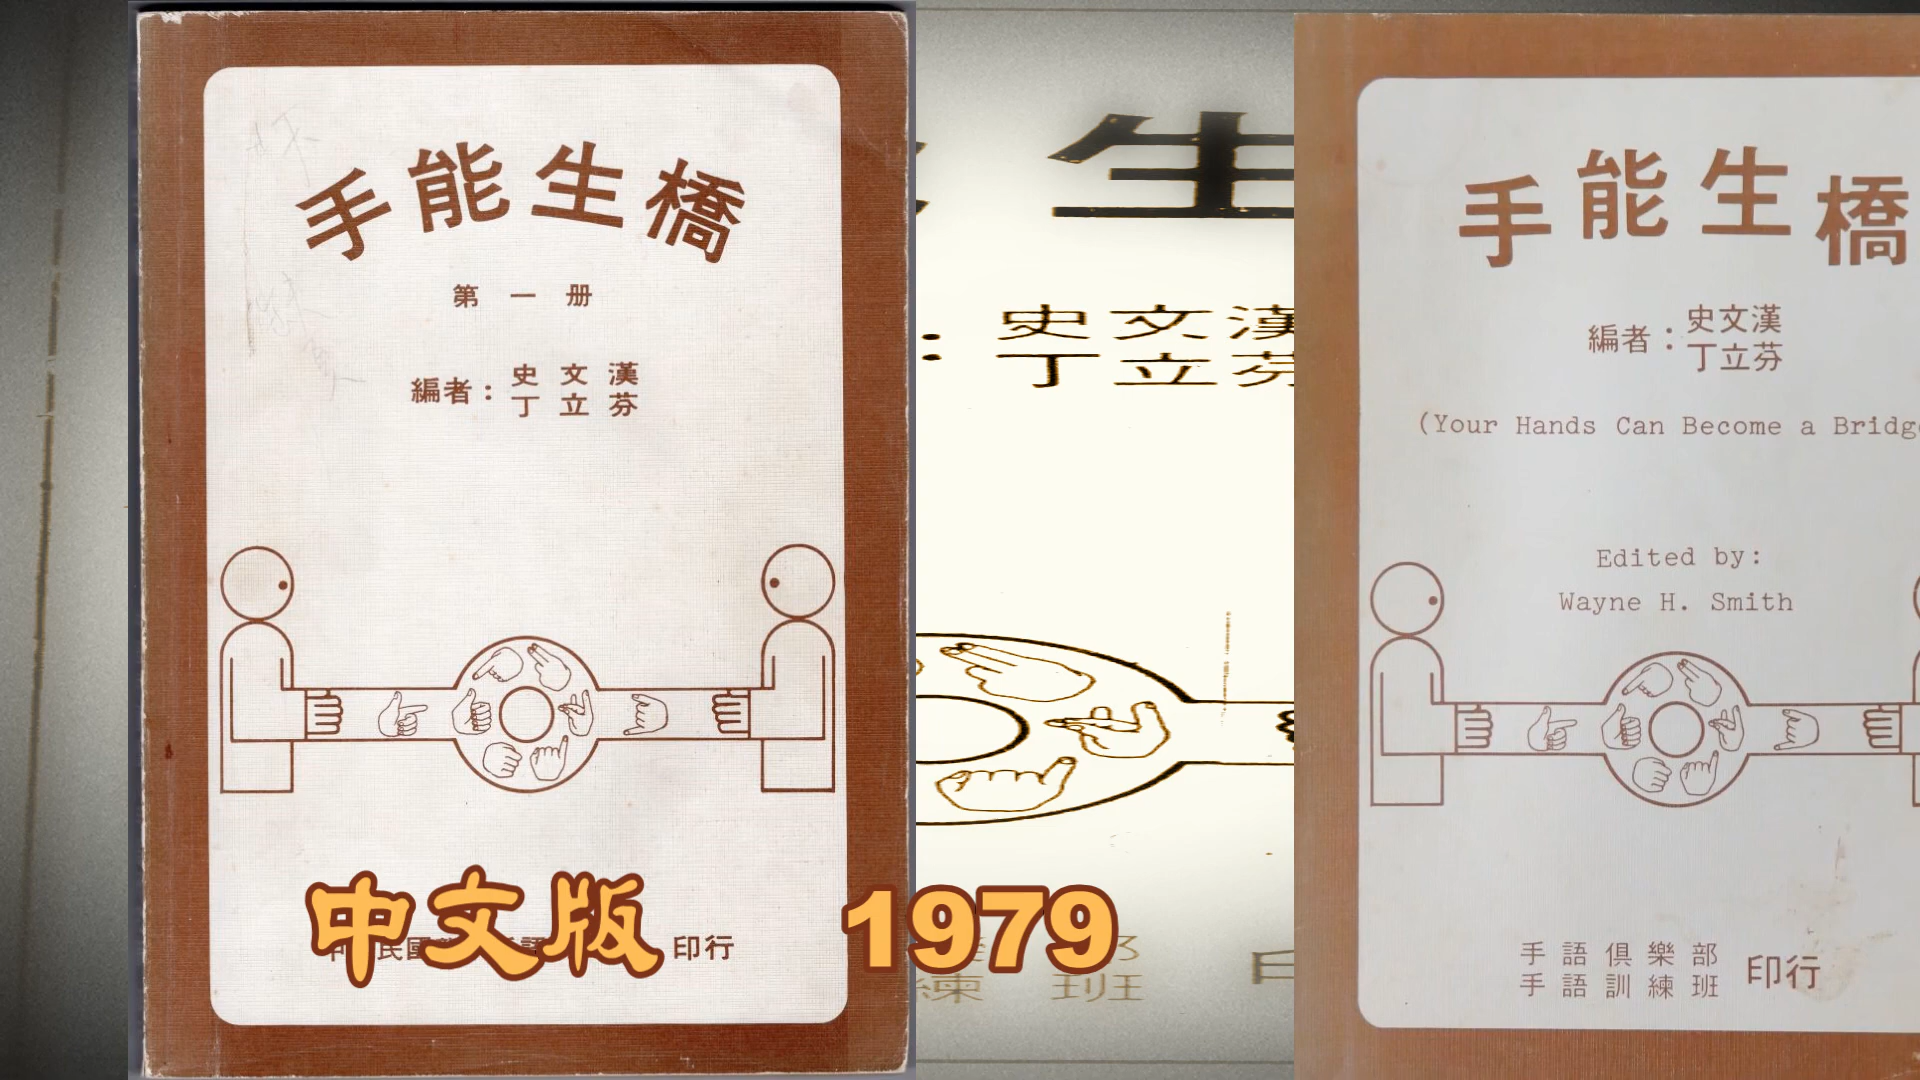 手能生橋
第一册
編者：史文漢
丁立芬
印行
中文版 1979
生
：史文漢
丁立芬
練班
手能生橋
編者：史文漢
丁立芬
(Your Hands Can Become a Bridge
Edited by:
Wayne H. Smith
手語俱樂部
手語訓練班
印行